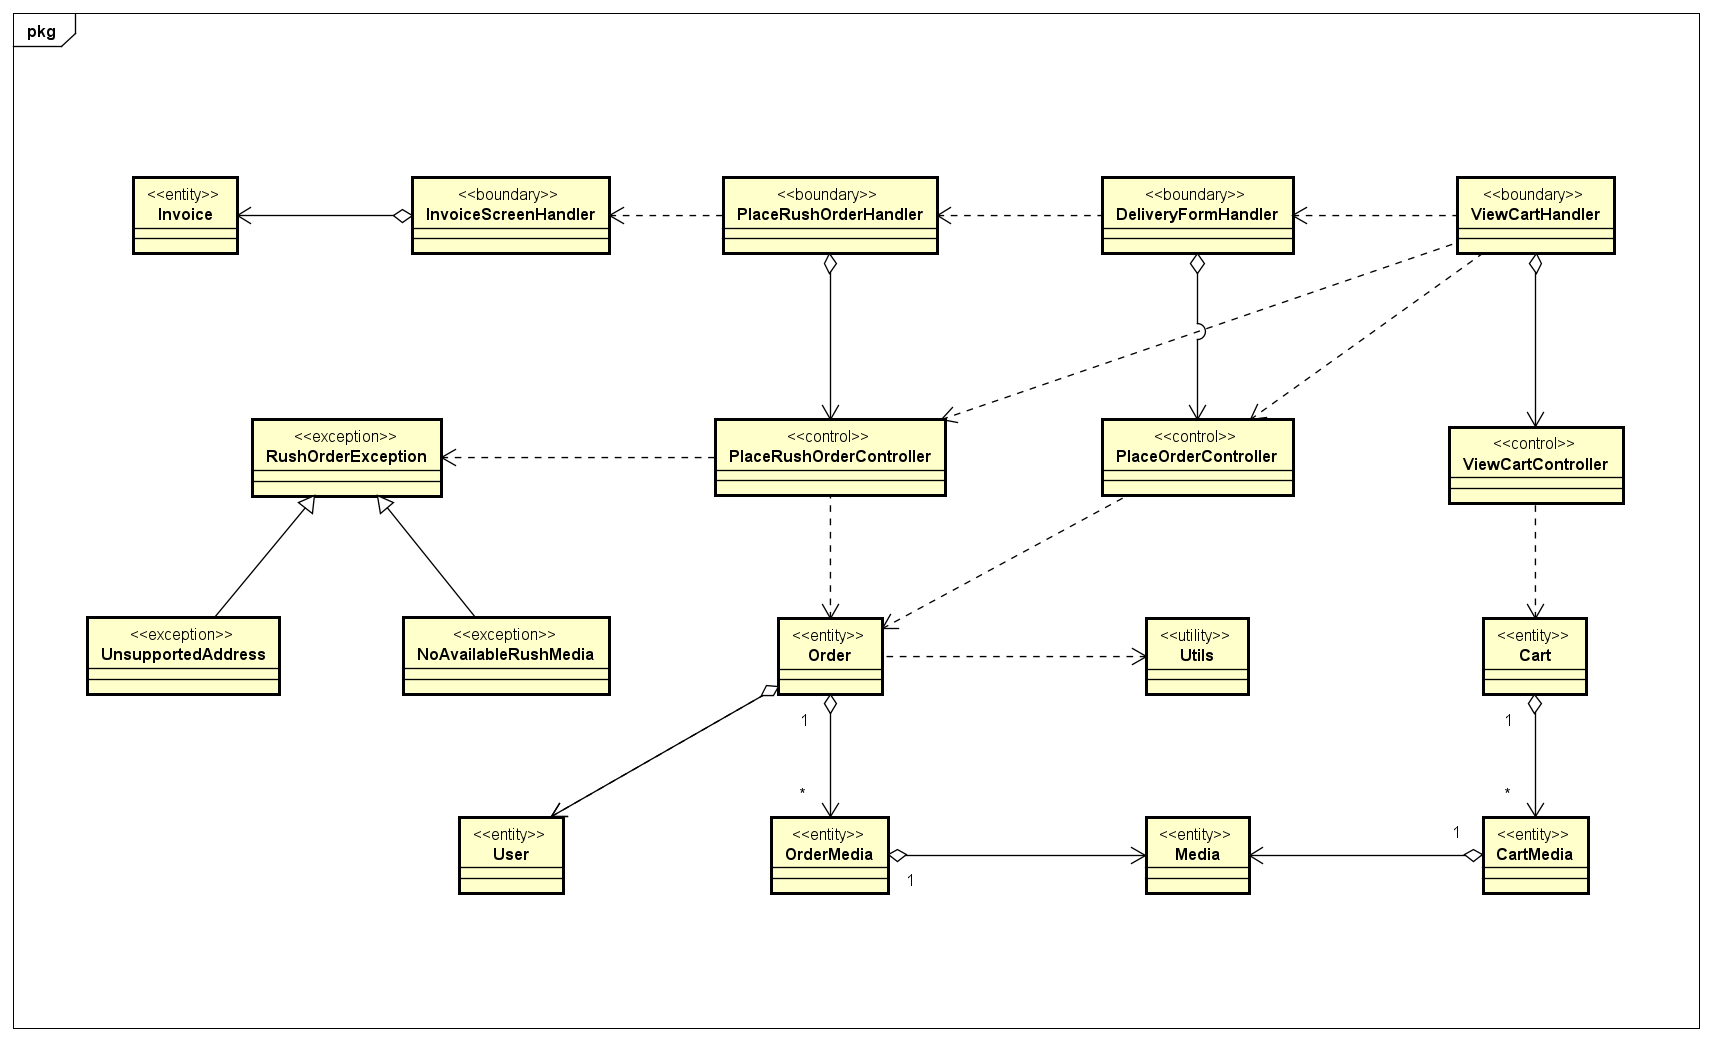 pkg
<<entity>>
Invoice
<<boundary>>
InvoiceScreenHandler
<<boundary>>
PlaceRushOrderHandler
<<boundary>>
DeliveryFormHandler
<<boundary>>
ViewCartHandler
<<exception>>
RushOrderException
<<control>>
PlaceRushOrderController
<<control>>
PlaceOrderController
<<control>>
ViewCartController
<<exception>>
UnsupportedAddress
<<exception>>
NoAvailableRushMedia
<<entity>>
Order
<<utility>>
Utils
<<entity>>
Cart
1
1
*
*
<<entity>>
User
<<entity>>
OrderMedia
1
<<entity>>
Media
1
<<entity>>
CartMedia